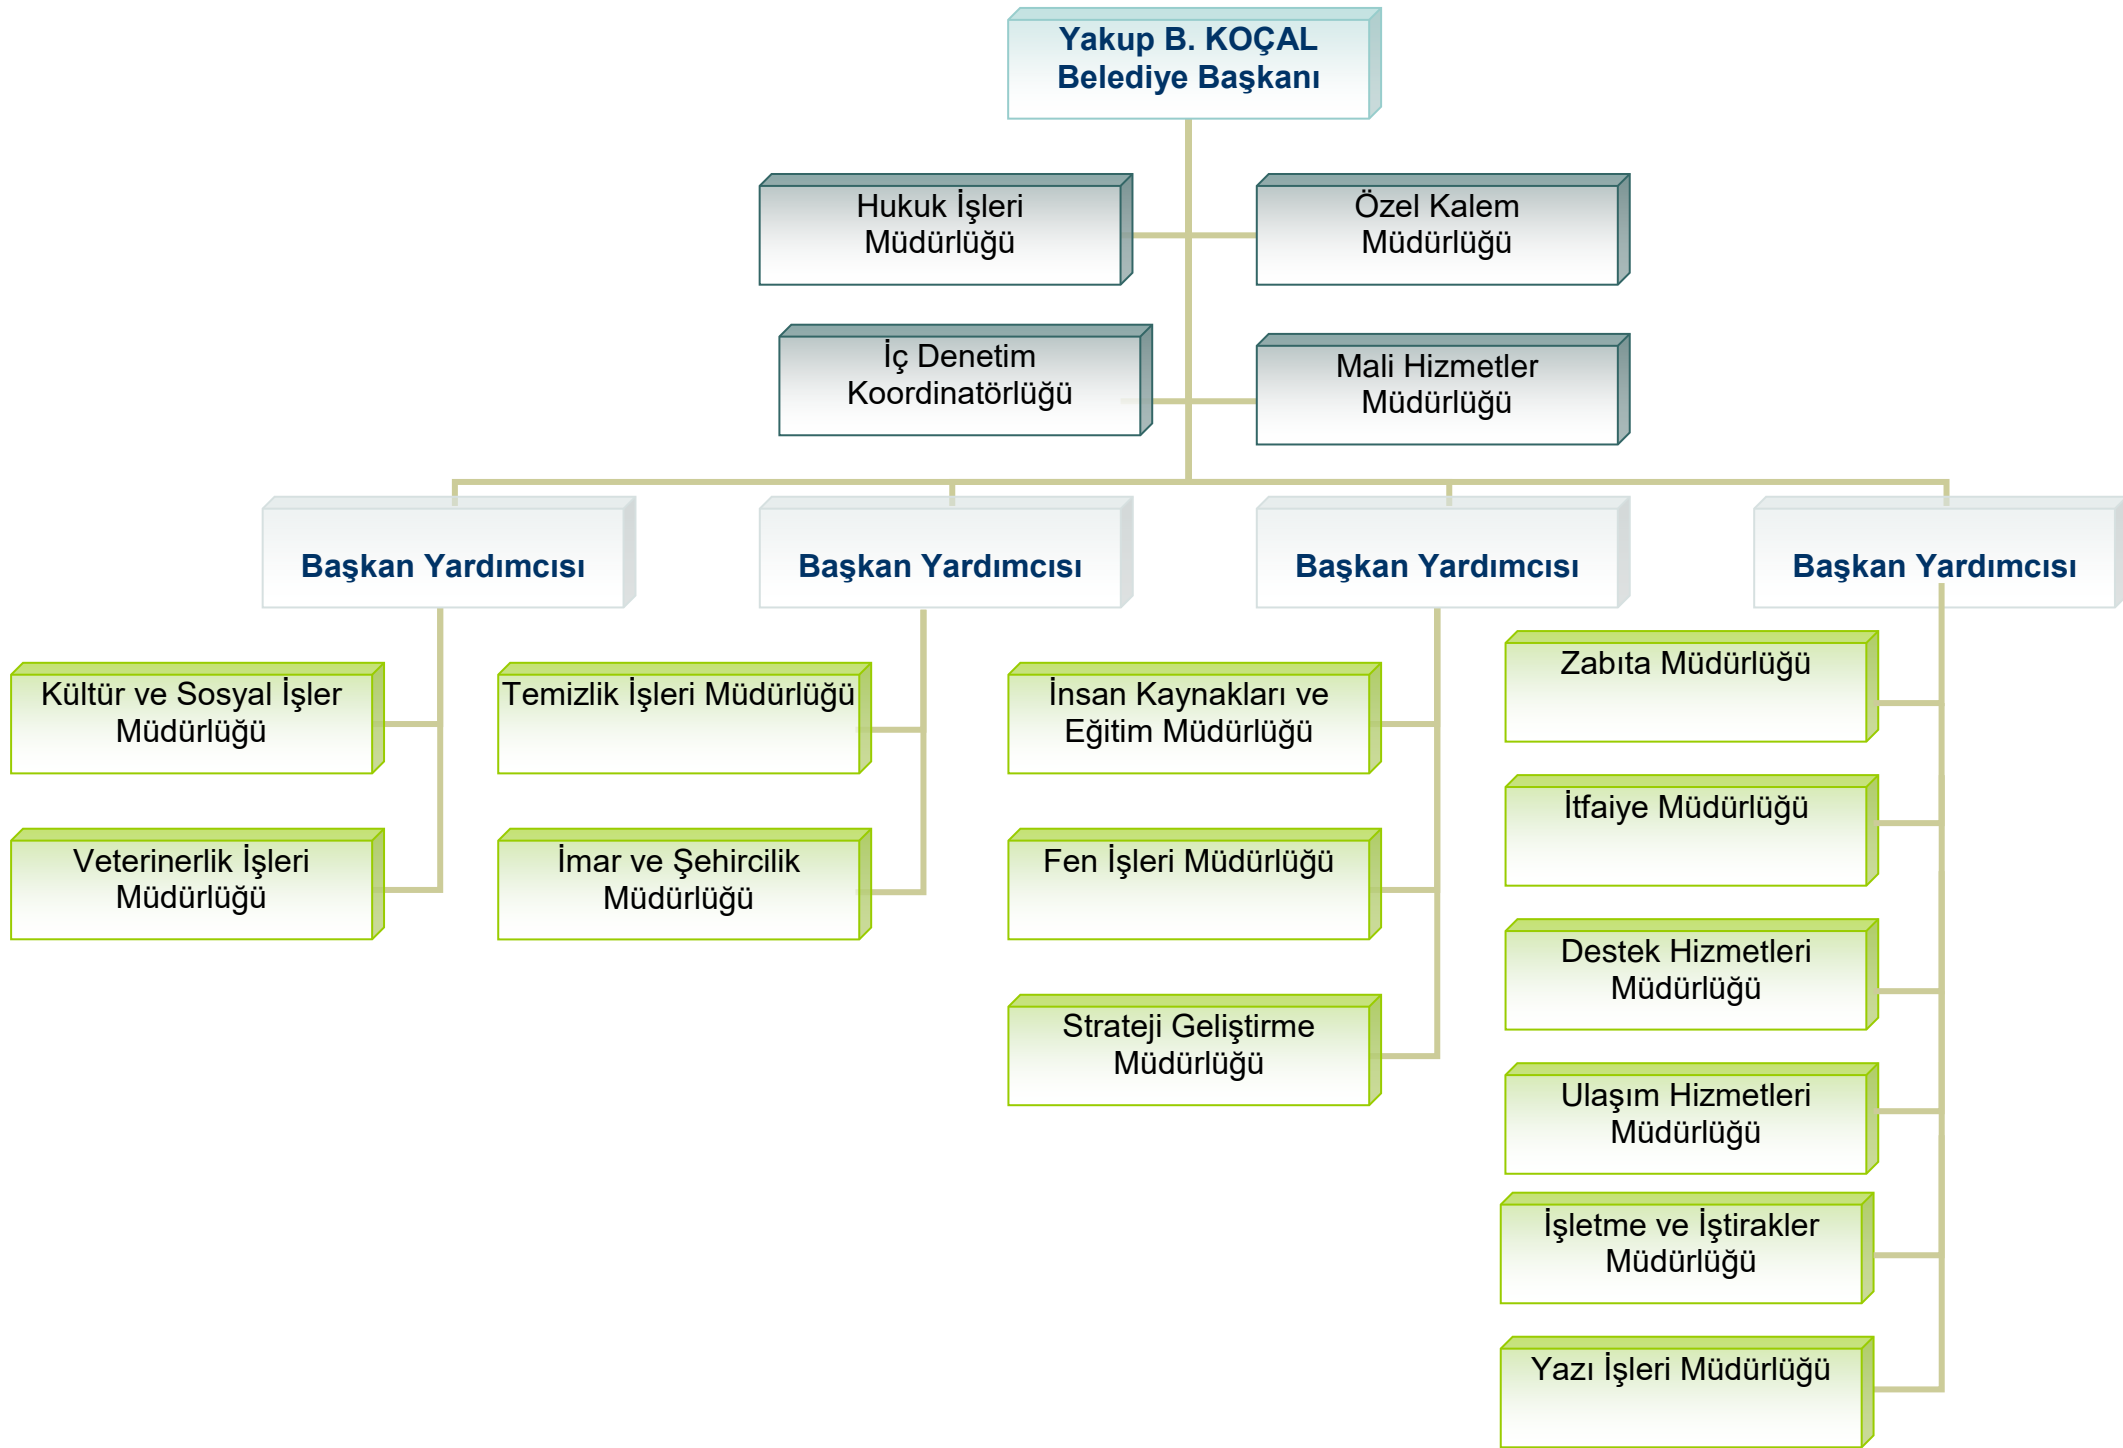 Yakup B. KOÇAL
Belediye Başkanı
Hukuk İşleri
Müdürlüğü
Özel Kalem
Müdürlüğü
İç Denetim
Koordinatörlüğü
Mali Hizmetler
Müdürlüğü
Başkan Yardımcısı
Başkan Yardımcısı
Başkan Yardımcısı
Başkan Yardımcısı
Kültür ve Sosyal İşler
Müdürlüğü
Veterinerlik İşleri
Müdürlüğü
Temizlik İşleri Müdürlüğü
İmar ve Şehircilik
Müdürlüğü
İnsan Kaynakları ve
Eğitim Müdürlüğü
Fen İşleri Müdürlüğü
Strateji Geliştirme
Müdürlüğü
Zabıta Müdürlüğü
İtfaiye Müdürlüğü
Destek Hizmetleri
Müdürlüğü
Ulaşım Hizmetleri
Müdürlüğü
İşletme ve İştirakler
Müdürlüğü
Yazı İşleri Müdürlüğü